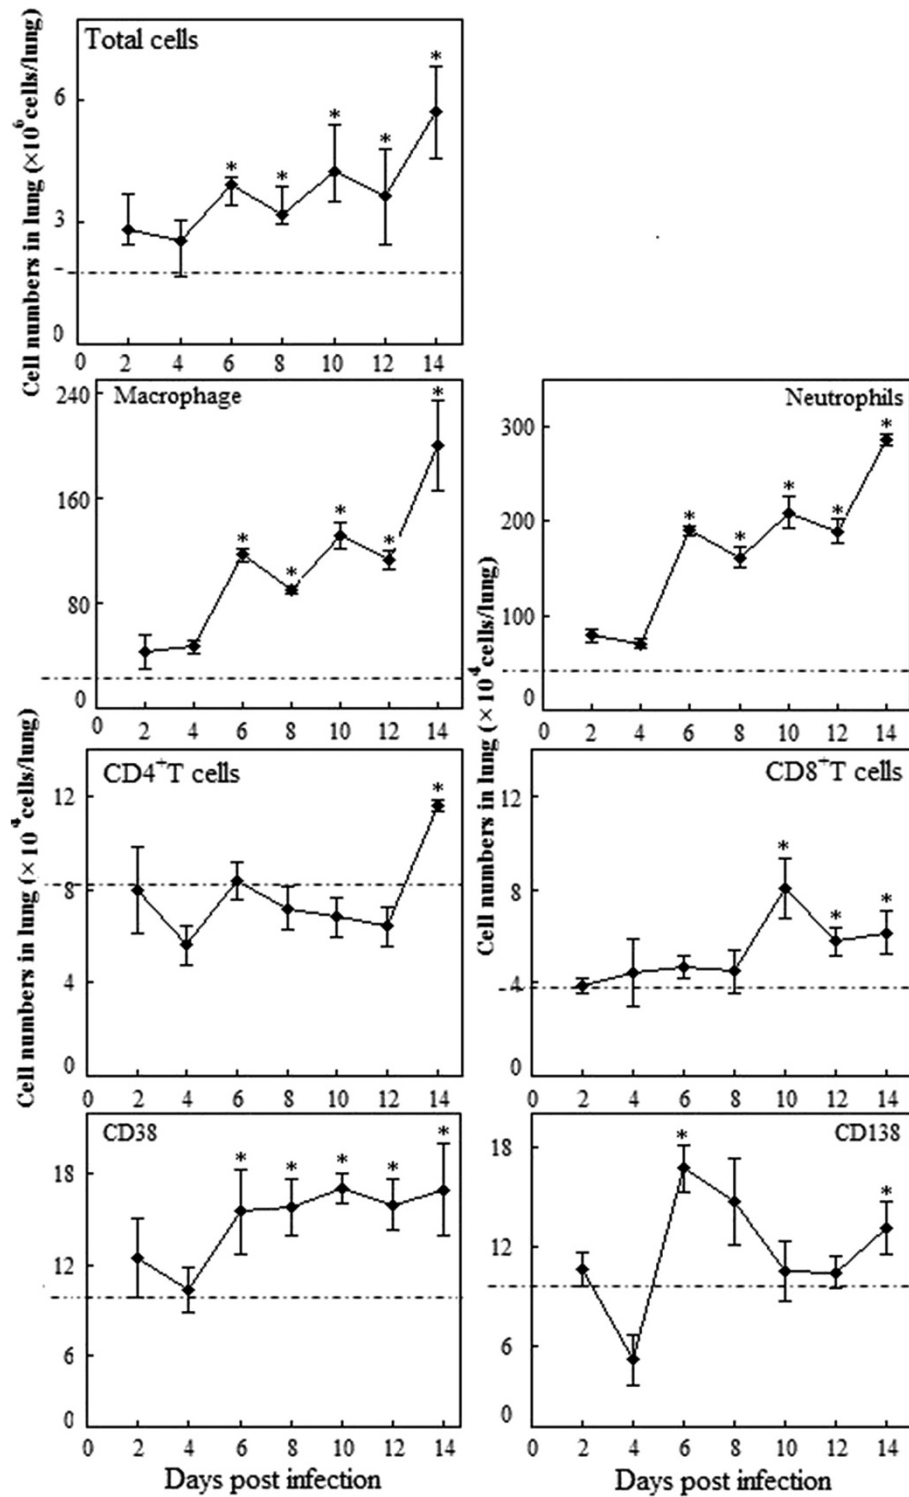 Cell numbers in lung (×10⁶cells/lung)
Total cells
*
*
*
*
*
6
3
0
0 2 4 6 8 10 12 14
Macrophage
*
*
*
*
*
240
160
80
0
0 2 4 6 8 10 12 14
Neutrophils
*
*
*
*
*
300
200
100
0
0 2 4 6 8 10 12 14
Cell numbers in lung (×10⁴cells/lung)
CD4⁺T cells
*
12
8
4
0
0 2 4 6 8 10 12 14
Cell numbers in lung (×10⁴cells/lung)
CD8⁺T cells
*
*
*
12
8
4
0
0 2 4 6 8 10 12 14
CD38
*
*
*
*
*
18
12
6
0
0 2 4 6 8 10 12 14
Days post infection
CD138
*
*
18
12
6
0
0 2 4 6 8 10 12 14
Days post infection